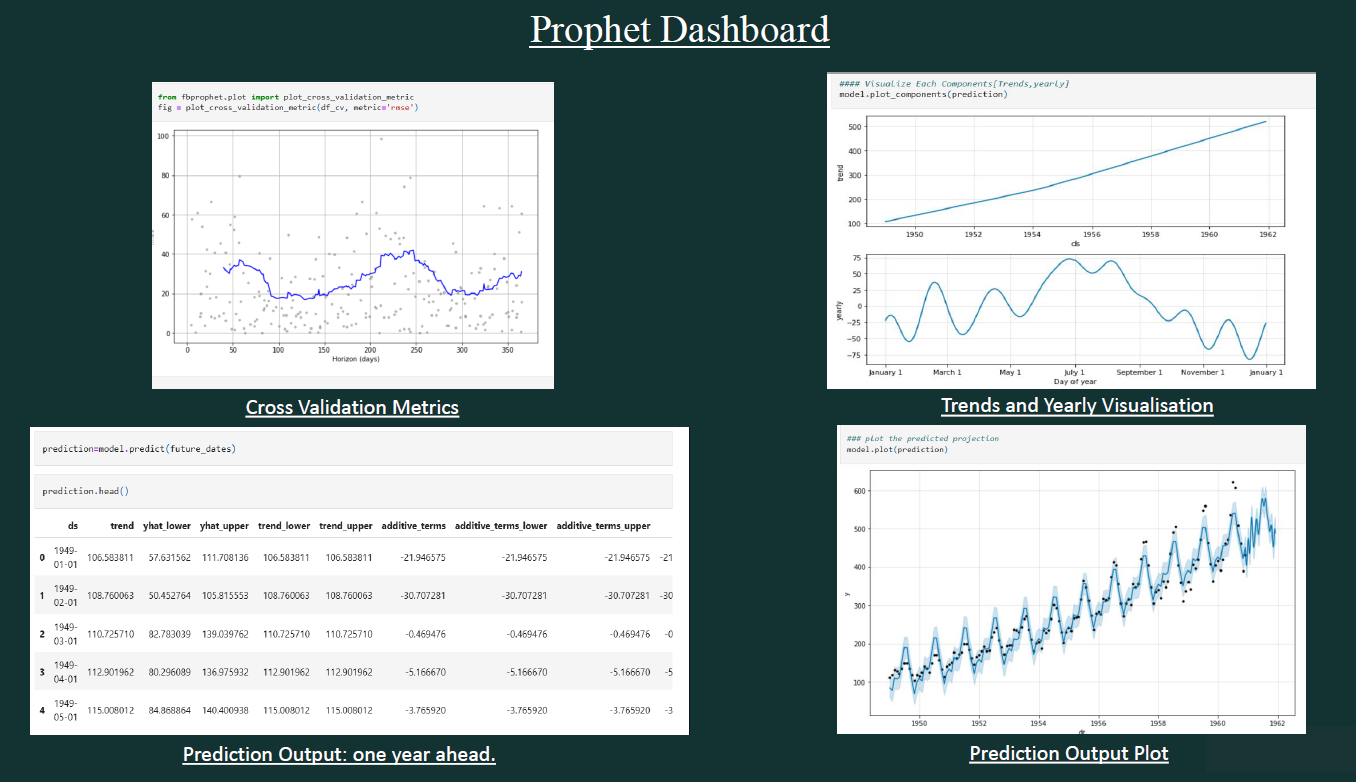 Prophet Dashboard
from fbprophet.plot import plot_cross_validation_metric
fig = plot_cross_validation_metric(df_cv, metric='rmse')
100
80
60
40
20
0
0 50 100 150 200 250 300 350
Horizon (days)
Cross Validation Metrics
#### Visualize Each Components[Trends,yearly]
model.plot_components(prediction)
500
400
300
200
100
trend
1950 1952 1954 1956 1958 1960 1962
ds
75
50
25
0
−25
−50
−75
yearly
January 1 March 1 May 1 July 1 September 1 November 1 January 1
Day of year
Trends and Yearly Visualisation
prediction=model.predict(future_dates)
prediction.head()
ds trend yhat_lower yhat_upper trend_lower trend_upper additive_terms additive_terms_lower additive_terms_upper
0 1949-01-01 106.583811 57.631562 111.708136 106.583811 106.583811 -21.946575 -21.946575 -21.946575 -21
1 1949-02-01 108.760063 50.452764 105.815553 108.760063 108.760063 -30.707281 -30.707281 -30.707281 -30
2 1949-03-01 110.725710 82.783039 139.039762 110.725710 110.725710 -0.469476 -0.469476 -0.469476 -0
3 1949-04-01 112.901962 80.296089 136.975932 112.901962 112.901962 -5.166670 -5.166670 -5.166670 -5
4 1949-05-01 115.008012 84.868864 140.400938 115.008012 115.008012 -3.765920 -3.765920 -3.765920 -3
Prediction Output: one year ahead.
### plot the predicted projection
model.plot(prediction)
600
500
400
300
200
100
y
1950 1952 1954 1956 1958 1960 1962
Prediction Output Plot